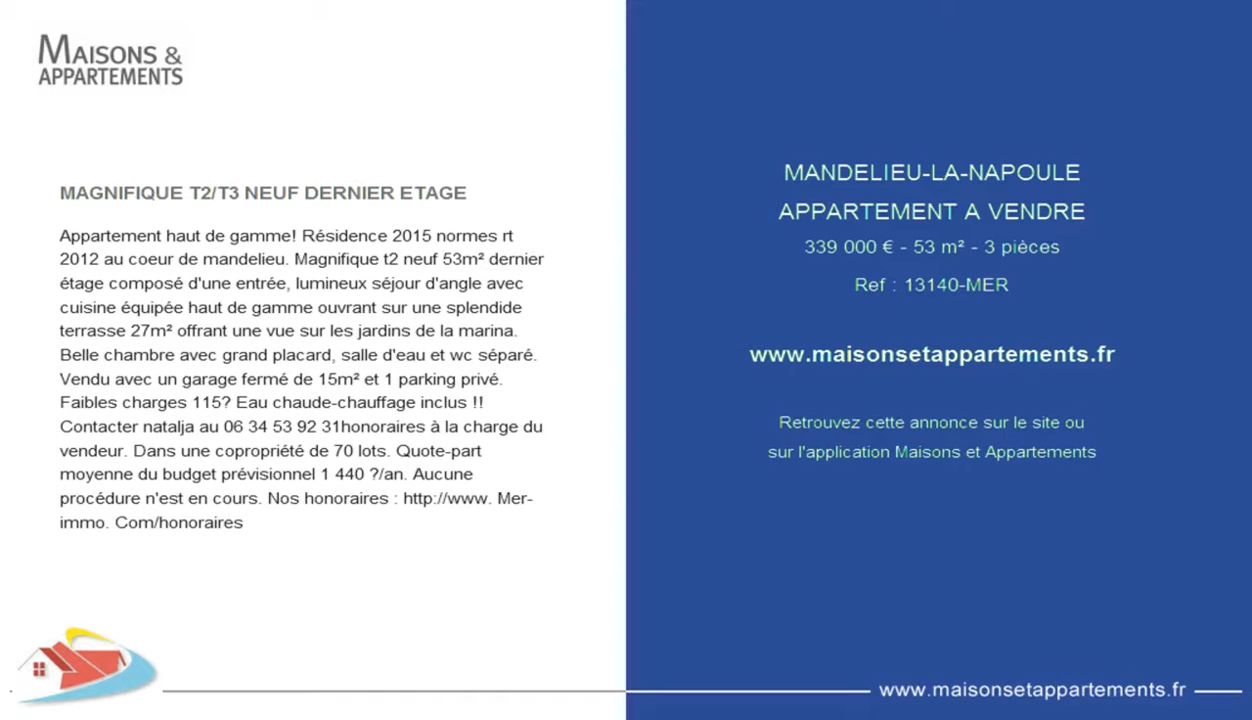 MAISONS &
APPARTEMENTS
MAGNIFIQUE T2/T3 NEUF DERNIER ETAGE
Appartement haut de gamme! Résidence 2015 normes rt
2012 au coeur de mandelieu. Magnifique t2 neuf 53m² dernier
étage composé d'une entrée, lumineux séjour d'angle avec
cuisine équipée haut de gamme ouvrant sur une splendide
terrasse 27m² offrant une vue sur les jardins de la marina.
Belle chambre avec grand placard, salle d'eau et wc séparé.
Vendu avec un garage fermé de 15m² et 1 parking privé.
Faibles charges 115? Eau chaude-chauffage inclus !!
Contacter natalja au 06 34 53 92 31honoraires à la charge du
vendeur. Dans une copropriété de 70 lots. Quote-part
moyenne du budget prévisionnel 1 440 ?/an. Aucune
procédure n'est en cours. Nos honoraires : http://www. Mer-
immo. Com/honoraires
MANDELIEU-LA-NAPOULE
APPARTEMENT A VENDRE
339 000 € - 53 m² - 3 pièces
Ref : 13140-MER
www.maisonsetappartements.fr
Retrouvez cette annonce sur le site ou
sur l'application Maisons et Appartements
www.maisonsetappartements.fr